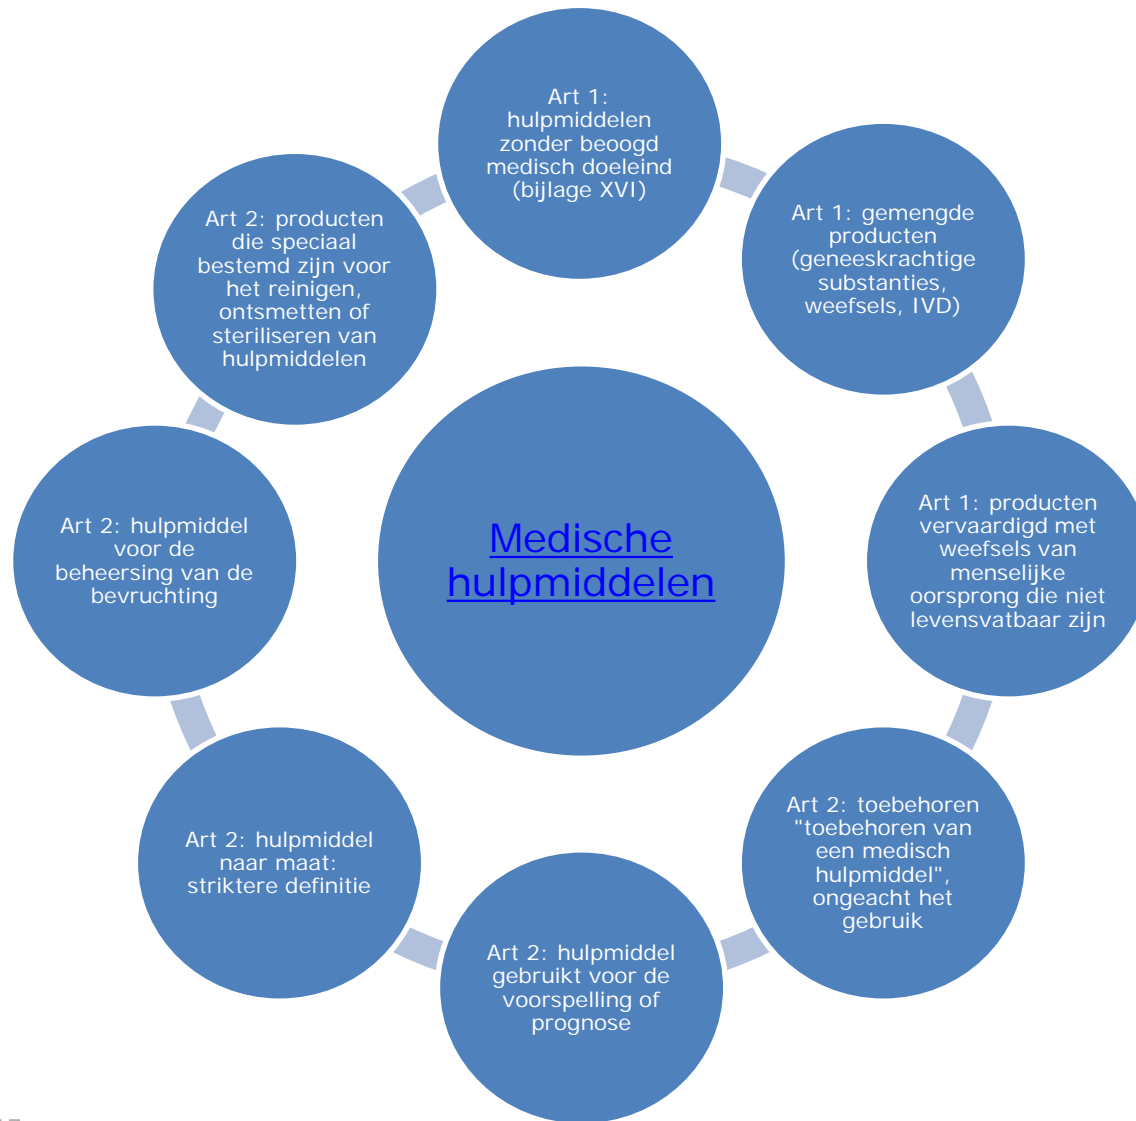 Art 1:
hulpmiddelen
zonder beoogd
medisch doeleind
(bijlage XVI)
Art 1: gemengde
producten
(geneeskrachtige
substanties,
weefsels, IVD)
Art 1: producten
vervaardigd met
weefsels van
menselijke
oorsprong die niet
levensvatbaar zijn
Art 2: toebehoren
"toebehoren van
een medisch
hulpmiddel",
ongeacht het
gebruik
Art 2: hulpmiddel
gebruikt voor de
voorspelling of
prognose
Art 2: hulpmiddel
naar maat:
striktere definitie
Art 2: hulpmiddel
voor de
beheersing van de
bevruchting
Art 2: producten
die speciaal
bestemd zijn voor
het reinigen,
ontsmetten of
steriliseren van
hulpmiddelen
Medische
hulpmiddelen